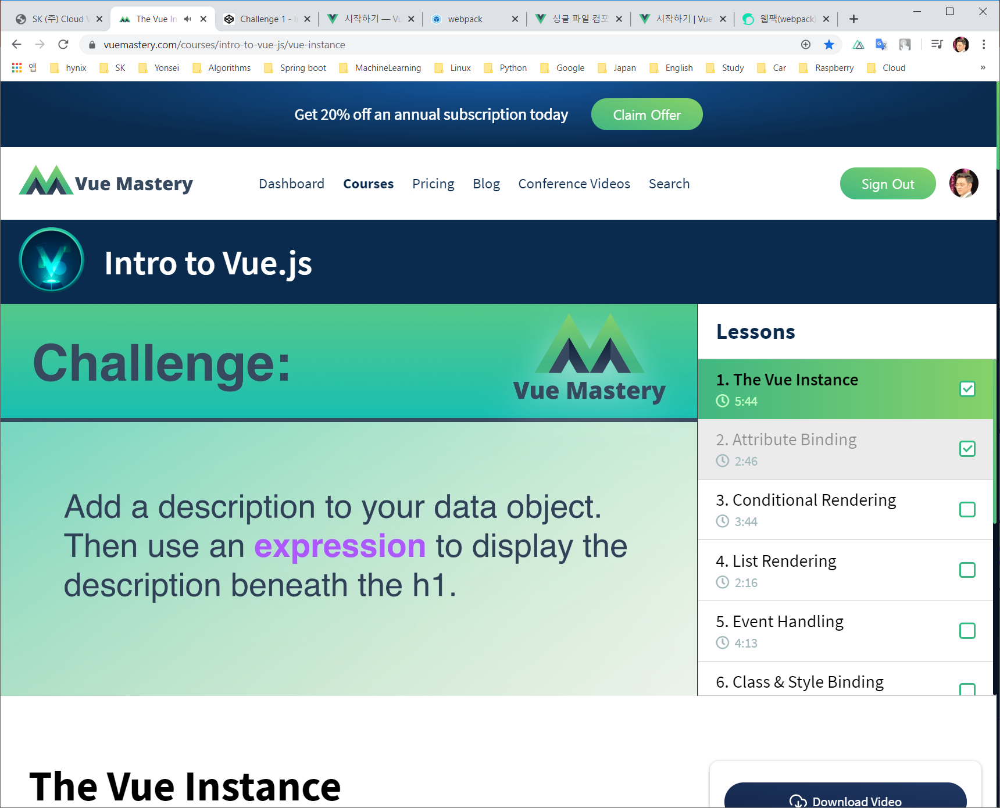 SK (주) Cloud
The Vue In
Challenge 1 - I
시작하기 — Vu
webpack
싱글 파일 컴포
시작하기 | Vue
웹팩(webpack)
vuemastery.com/courses/intro-to-vue-js/vue-instance
앱
hynix
SK
Yonsei
Algorithms
Spring boot
MachineLearning
Linux
Python
Google
Japan
English
Study
Car
Raspberry
Cloud
»
Get 20% off an annual subscription today
Claim Offer
Vue Mastery
Dashboard
Courses
Pricing
Blog
Conference Videos
Search
Sign Out
Intro to Vue.js
Challenge:
Vue Mastery
Add a description to your data object.
Then use an expression to display the
description beneath the h1.
Lessons
1. The Vue Instance
5:44
2. Attribute Binding
2:46
3. Conditional Rendering
3:44
4. List Rendering
2:16
5. Event Handling
4:13
6. Class & Style Binding
The Vue Instance
Download Video